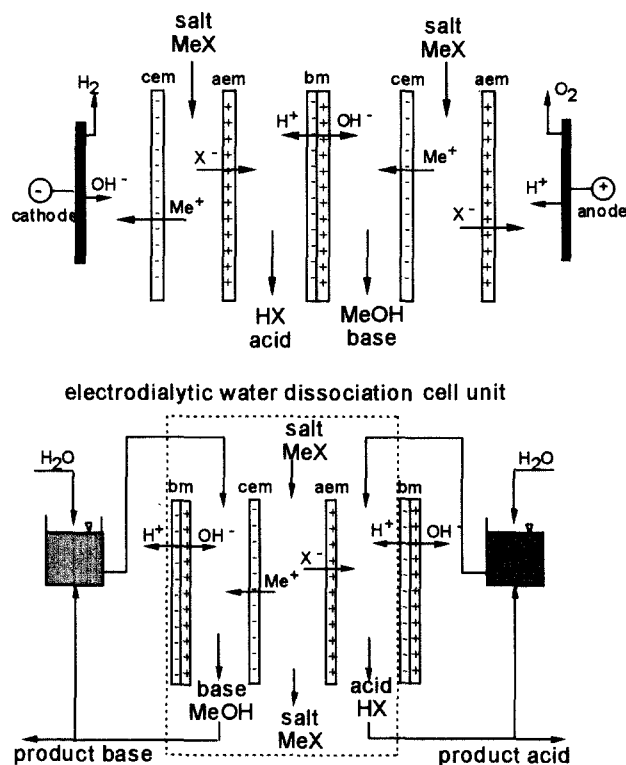 salt
MeX
salt
MeX
cem
aem
bm
cem
aem
H2
O2
H+
OH-
X-
Me+
OH-
H+
cathode
Me+
X-
anode
HX
acid
MeOH
base
electrodialytic water dissociation cell unit
salt
MeX
H2O
H2O
bm
cem
aem
bm
H+
OH-
H+
OH-
X-
Me+
base
MeOH
acid
HX
salt
MeX
product base
product acid